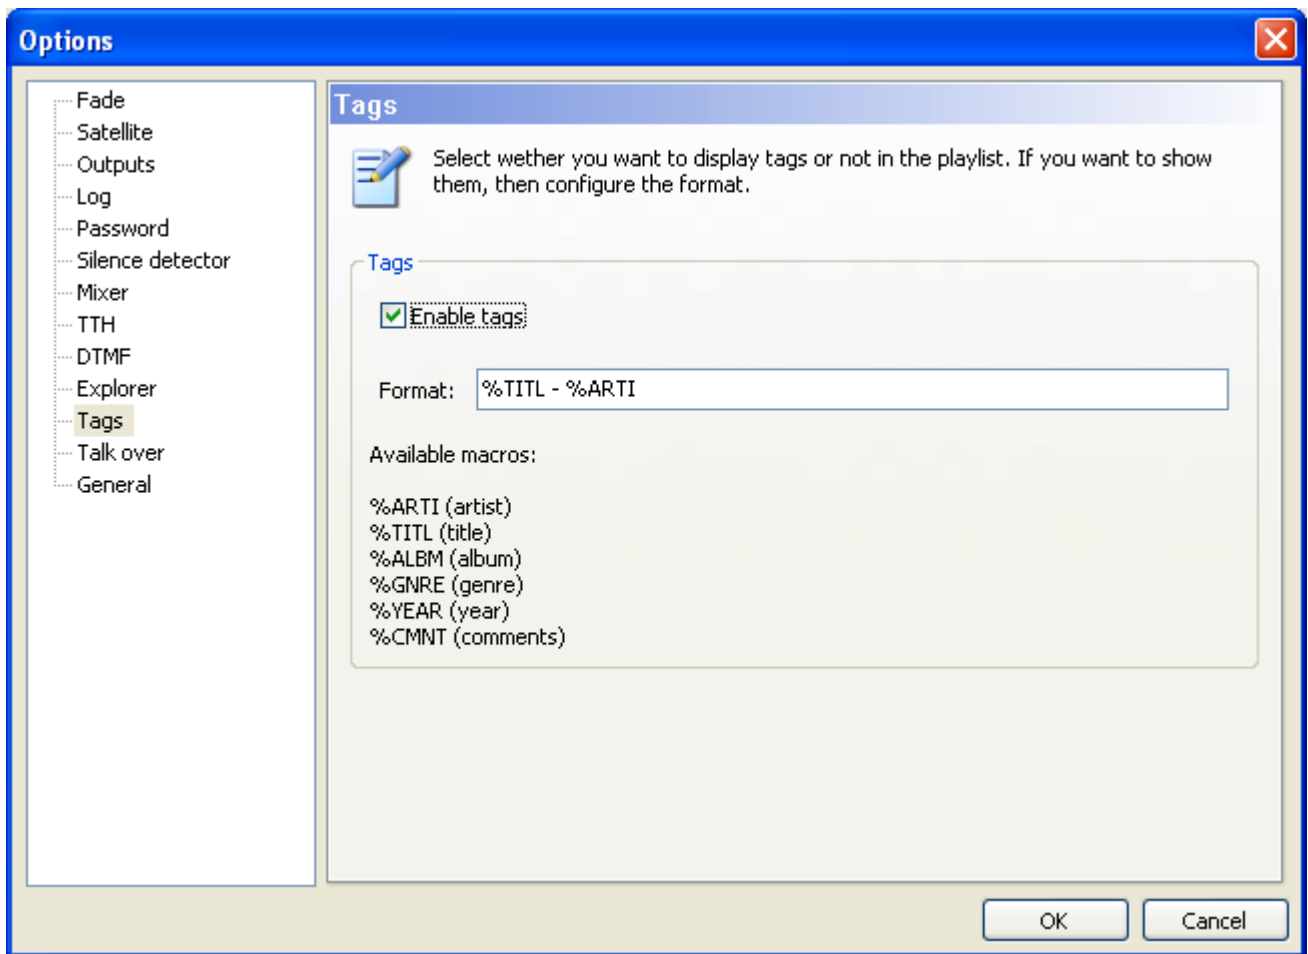 Options
Fade
Satellite
Outputs
Log
Password
Silence detector
Mixer
TTH
DTMF
Explorer
Tags
Talk over
General
Tags
Select wether you want to display tags or not in the playlist. If you want to show
them, then configure the format.
Tags
Enable tags
Format: %TITL - %ARTI
Available macros:
%ARTI (artist)
%TITL (title)
%ALBM (album)
%GNRE (genre)
%YEAR (year)
%CMNT (comments)
OK Cancel